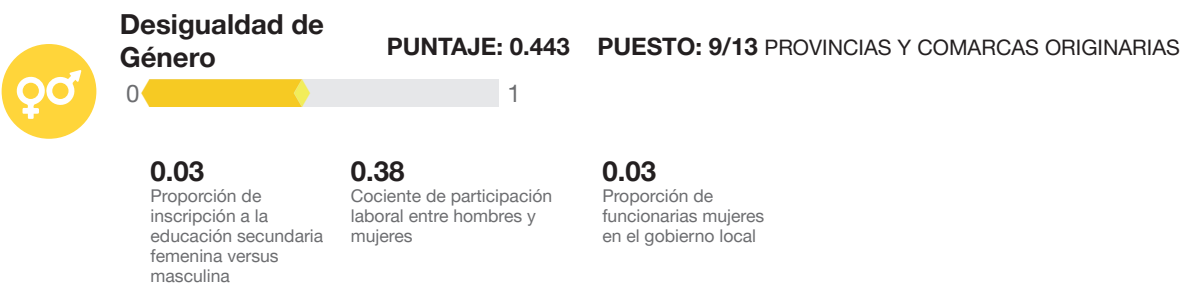 Desigualdad de
Género
PUNTAJE: 0.443 PUESTO: 9/13 PROVINCIAS Y COMARCAS ORIGINARIAS
0 1
0.03
Proporción de
inscripción a la
educación secundaria
femenina versus
masculina
0.38
Cociente de participación
laboral entre hombres y
mujeres
0.03
Proporción de
funcionarias mujeres
en el gobierno local